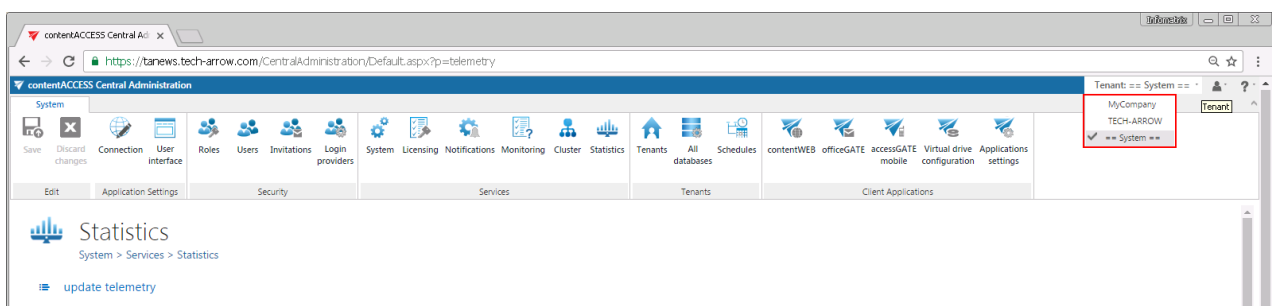 Infometrix
contentACCESS Central Ad
https://tanews.tech-arrow.com/CentralAdministration/Default.aspx?p=telemetry
contentACCESS Central Administration
Tenant: == System ==
?
MyCompany
TECH-ARROW
== System ==
Tenant
System
Save
Discard changes
Connection
User interface
Roles
Users
Invitations
Login providers
System
Licensing
Notifications
Monitoring
Cluster
Statistics
Tenants
All databases
Schedules
contentWEB
officeGATE
accessGATE mobile
Virtual drive configuration
Applications settings
Edit
Application Settings
Security
Services
Tenants
Client Applications
Statistics
System > Services > Statistics
update telemetry